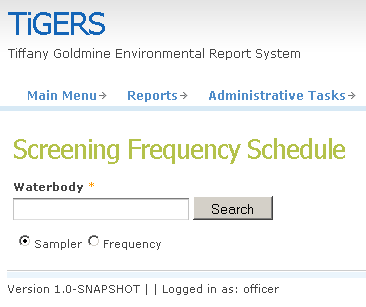 TiGERS
Tiffany Goldmine Environmental Report System
Main Menu→ Reports→ Administrative Tasks→
Screening Frequency Schedule
Waterbody *
Search
Sampler Frequency
Version 1.0-SNAPSHOT | | Logged in as: officer